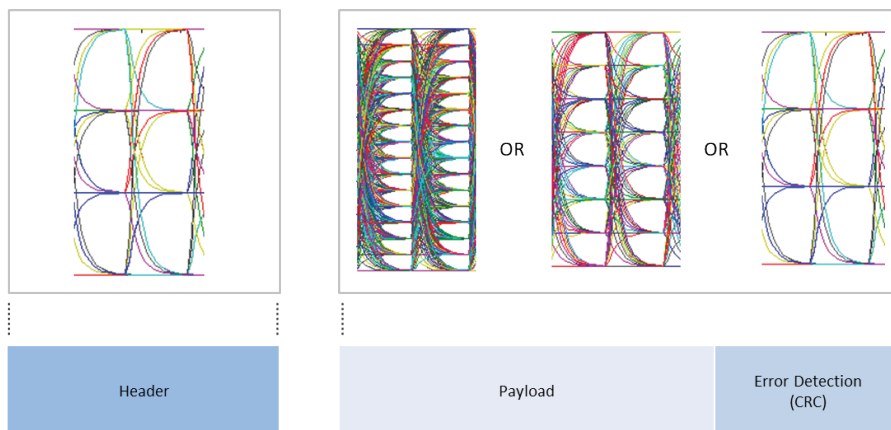 OR
OR
Header
Payload
Error Detection
(CRC)